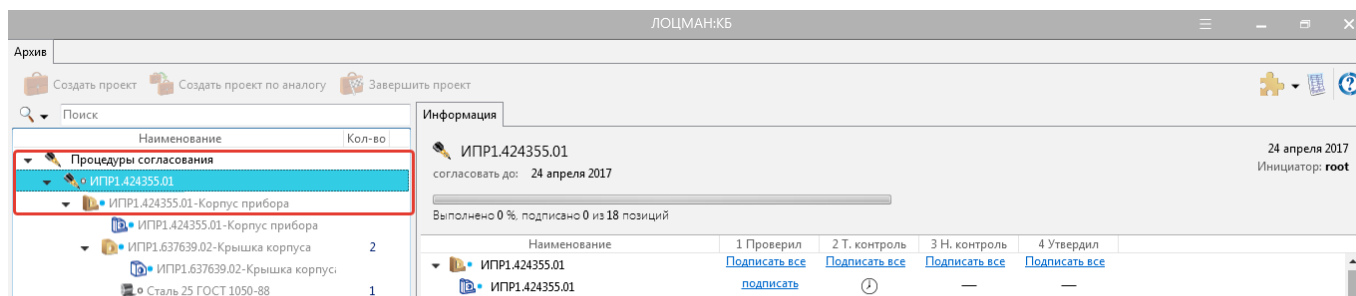 ЛОЦМАН:КБ
Архив
Создать проект Создать проект по аналогу Завершить проект
Поиск
Наименование Кол-во
Процедуры согласования
ИПР1.424355.01
ИПР1.424355.01-Корпус прибора
ИПР1.424355.01-Корпус прибора
ИПР1.637639.02-Крышка корпуса 2
ИПР1.637639.02-Крышка корпуса
Сталь 25 ГОСТ 1050-88 1
Информация
ИПР1.424355.01 24 апреля 2017
согласовать до: 24 апреля 2017 Инициатор: root
Выполнено 0 %, подписано 0 из 18 позиций
Наименование 1 Проверил 2 Т. контроль 3 Н. контроль 4 Утвердил
ИПР1.424355.01 Подписать все Подписать все Подписать все Подписать все
ИПР1.424355.01 подписать — —